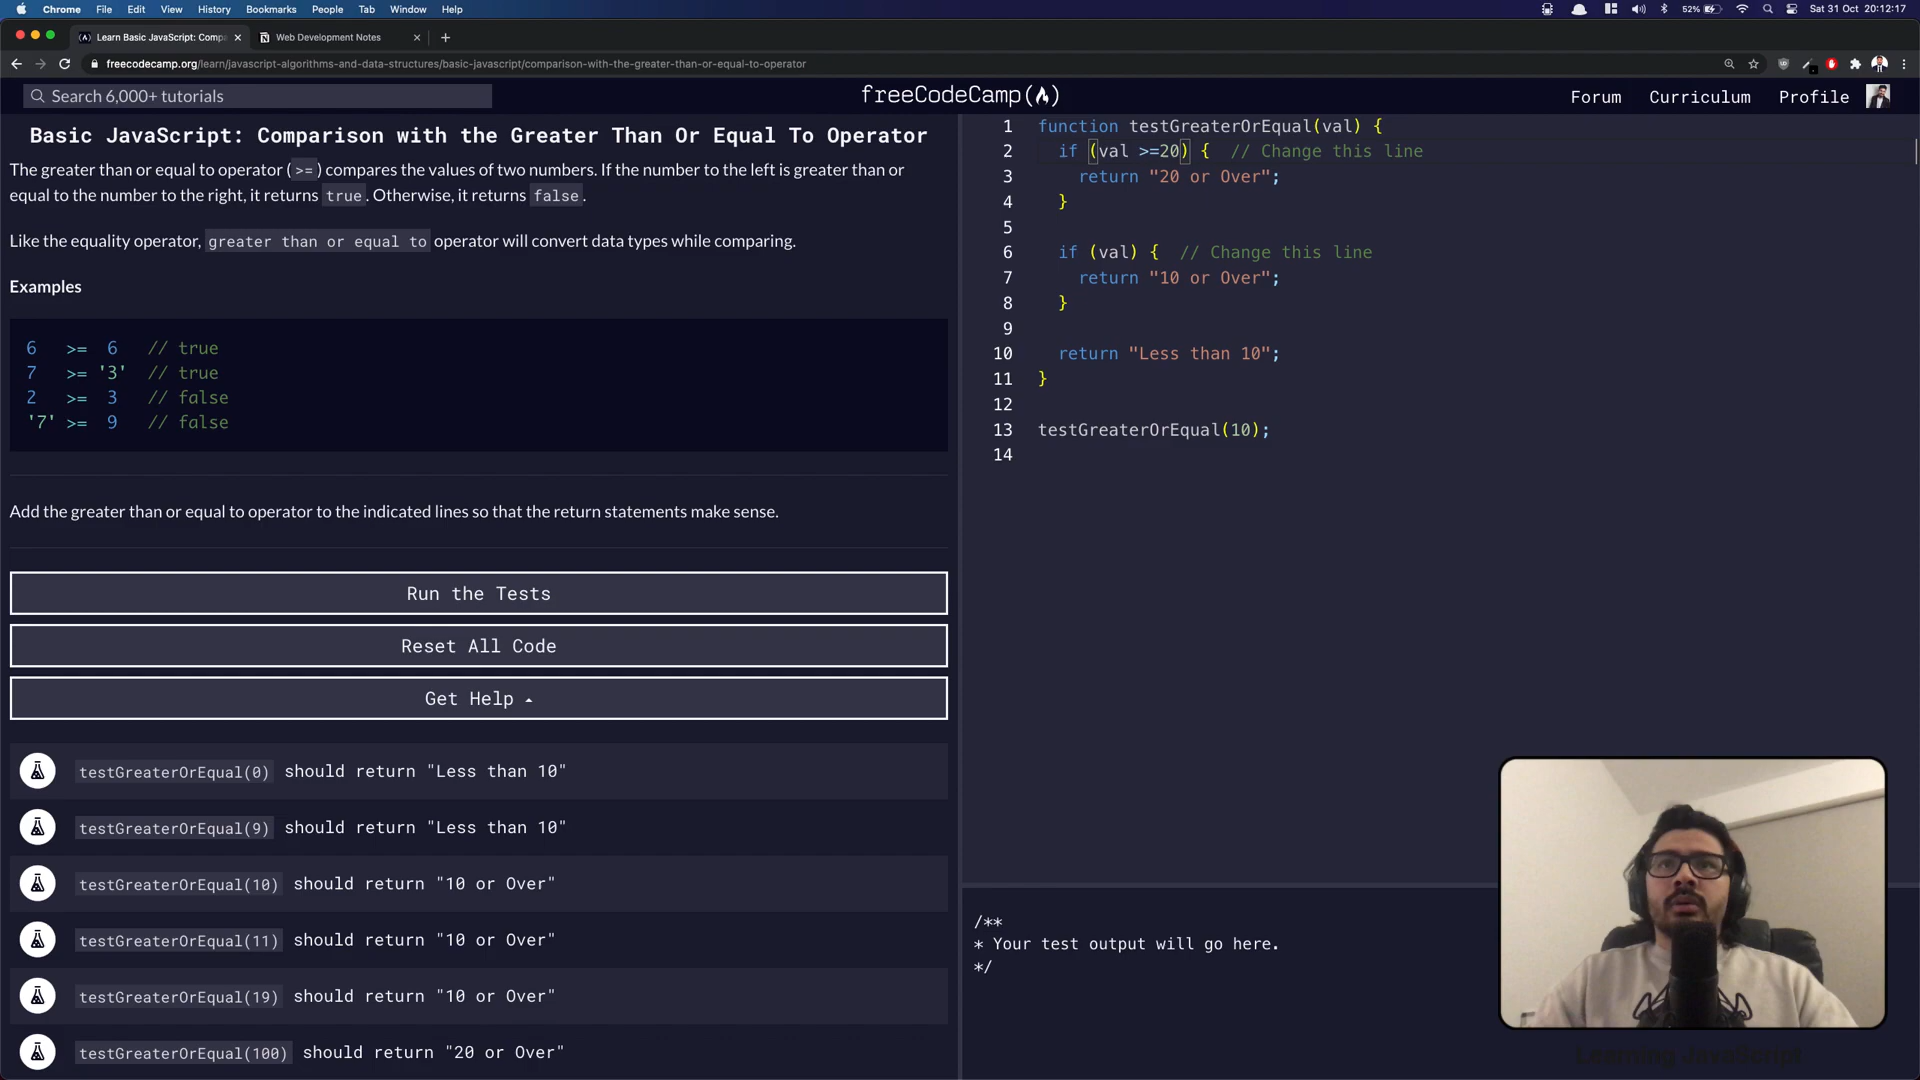 Chrome File Edit View History Bookmarks People Tab Window Help
52% Sat 31 Oct 20:12:17
Learn Basic JavaScript: Comp
Web Development Notes
freecodecamp.org/learn/javascript-algorithms-and-data-structures/basic-javascript/comparison-with-the-greater-than-or-equal-to-operator
Search 6,000+ tutorials
freeCodeCamp
Forum Curriculum Profile
Basic JavaScript: Comparison with the Greater Than Or Equal To Operator
The greater than or equal to operator ( >= ) compares the values of two numbers. If the number to the left is greater than or
equal to the number to the right, it returns true . Otherwise, it returns false .
Like the equality operator, greater than or equal to operator will convert data types while comparing.
Examples
6 >= 6 // true
7 >= '3' // true
2 >= 3 // false
'7' >= 9 // false
Add the greater than or equal to operator to the indicated lines so that the return statements make sense.
Run the Tests
Reset All Code
Get Help
testGreaterOrEqual(0) should return "Less than 10"
testGreaterOrEqual(9) should return "Less than 10"
testGreaterOrEqual(10) should return "10 or Over"
testGreaterOrEqual(11) should return "10 or Over"
testGreaterOrEqual(19) should return "10 or Over"
testGreaterOrEqual(100) should return "20 or Over"
1 function testGreaterOrEqual(val) {
2 if (val >=20) { // Change this line
3 return "20 or Over";
4 }
5
6 if (val) { // Change this line
7 return "10 or Over";
8 }
9
10 return "Less than 10";
11 }
12
13 testGreaterOrEqual(10);
14
/**
* Your test output will go here.
*/
Learning JavaScript